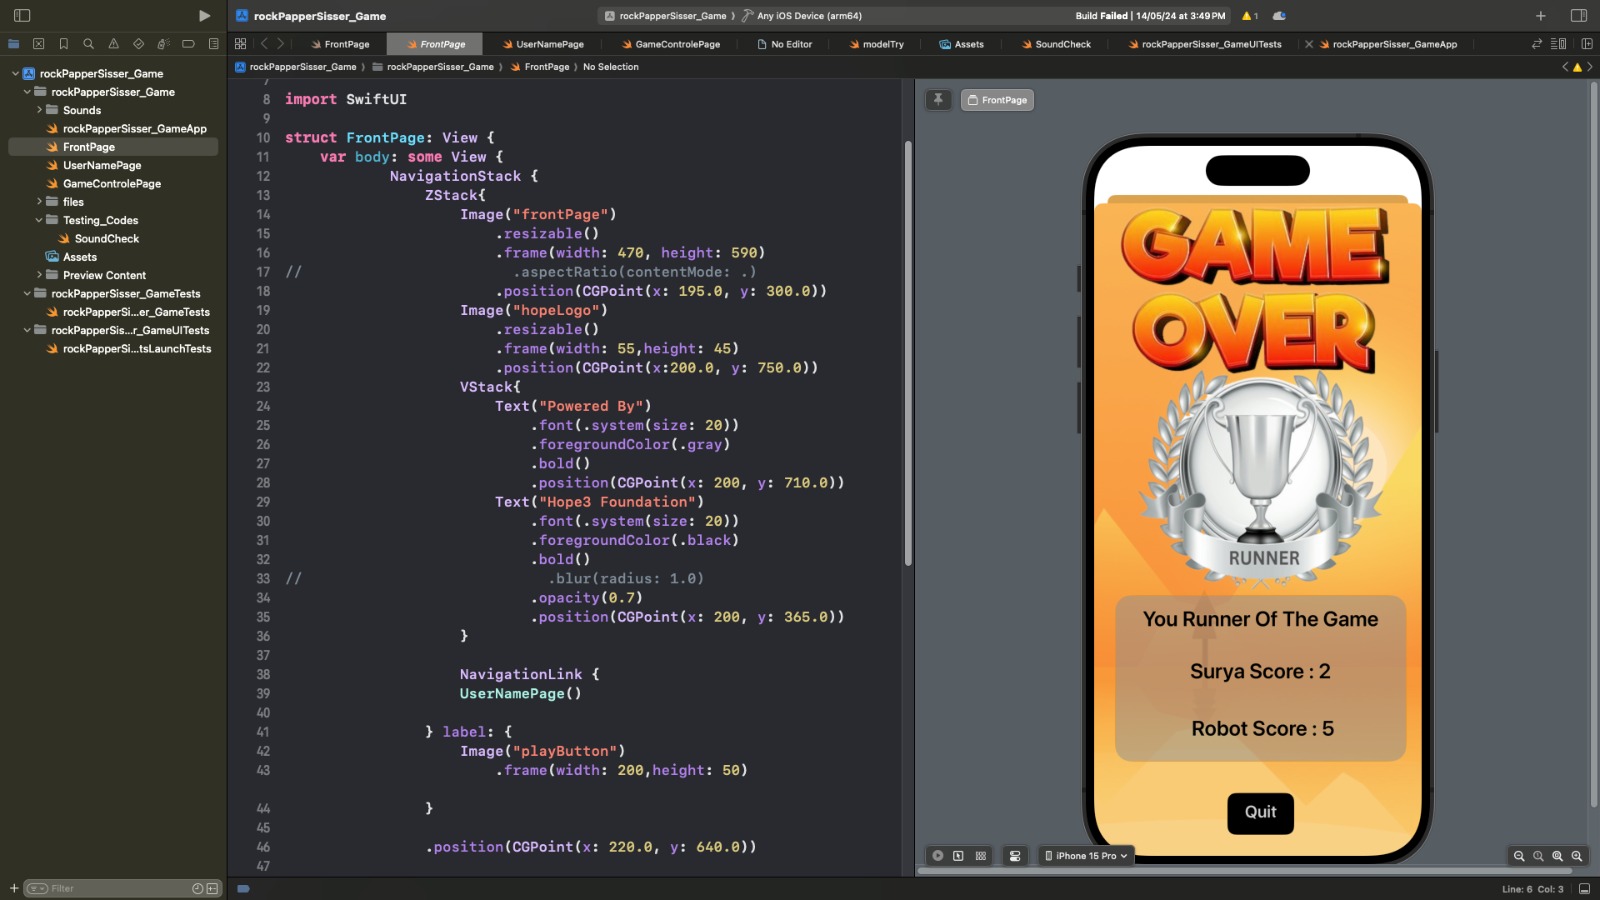 rockPapperSisser_Game
rockPapperSisser_Game 〉 Any iOS Device (arm64)
Build Failed | 14/05/24 at 3:49 PM
1
FrontPage
FrontPage
UserNamePage
GameControlePage
No Editor
modelTry
Assets
SoundCheck
rockPapperSisser_GameUITests
rockPapperSisser_GameApp
rockPapperSisser_Game 〉 rockPapperSisser_Game 〉 FrontPage 〉 No Selection
rockPapperSisser_Game
rockPapperSisser_Game
Sounds
rockPapperSisser_GameApp
FrontPage
UserNamePage
GameControlePage
files
Testing_Codes
SoundCheck
Assets
Preview Content
rockPapperSisser_GameTests
rockPapperSi...er_GameTests
rockPapperSis...r_GameUITests
rockPapperSi...tsLaunchTests
Filter
7
8 import SwiftUI
9
10 struct FrontPage: View {
11 var body: some View {
12 NavigationStack {
13 ZStack{
14 Image("frontPage")
15 .resizable()
16 .frame(width: 470, height: 590)
17 // .aspectRatio(contentMode: .)
18 .position(CGPoint(x: 195.0, y: 300.0))
19 Image("hopeLogo")
20 .resizable()
21 .frame(width: 55,height: 45)
22 .position(CGPoint(x:200.0, y: 750.0))
23 VStack{
24 Text("Powered By")
25 .font(.system(size: 20))
26 .foregroundColor(.gray)
27 .bold()
28 .position(CGPoint(x: 200, y: 710.0))
29 Text("Hope3 Foundation")
30 .font(.system(size: 20))
31 .foregroundColor(.black)
32 .bold()
33 // .blur(radius: 1.0)
34 .opacity(0.7)
35 .position(CGPoint(x: 200, y: 365.0))
36 }
37
38 NavigationLink {
39 UserNamePage()
40
41 } label: {
42 Image("playButton")
43 .frame(width: 200,height: 50)
44 }
45
46 .position(CGPoint(x: 220.0, y: 640.0))
47
FrontPage
GAME
OVER
RUNNER
You Runner Of The Game
Surya Score : 2
Robot Score : 5
Quit
iPhone 15 Pro
Line: 6 Col: 3